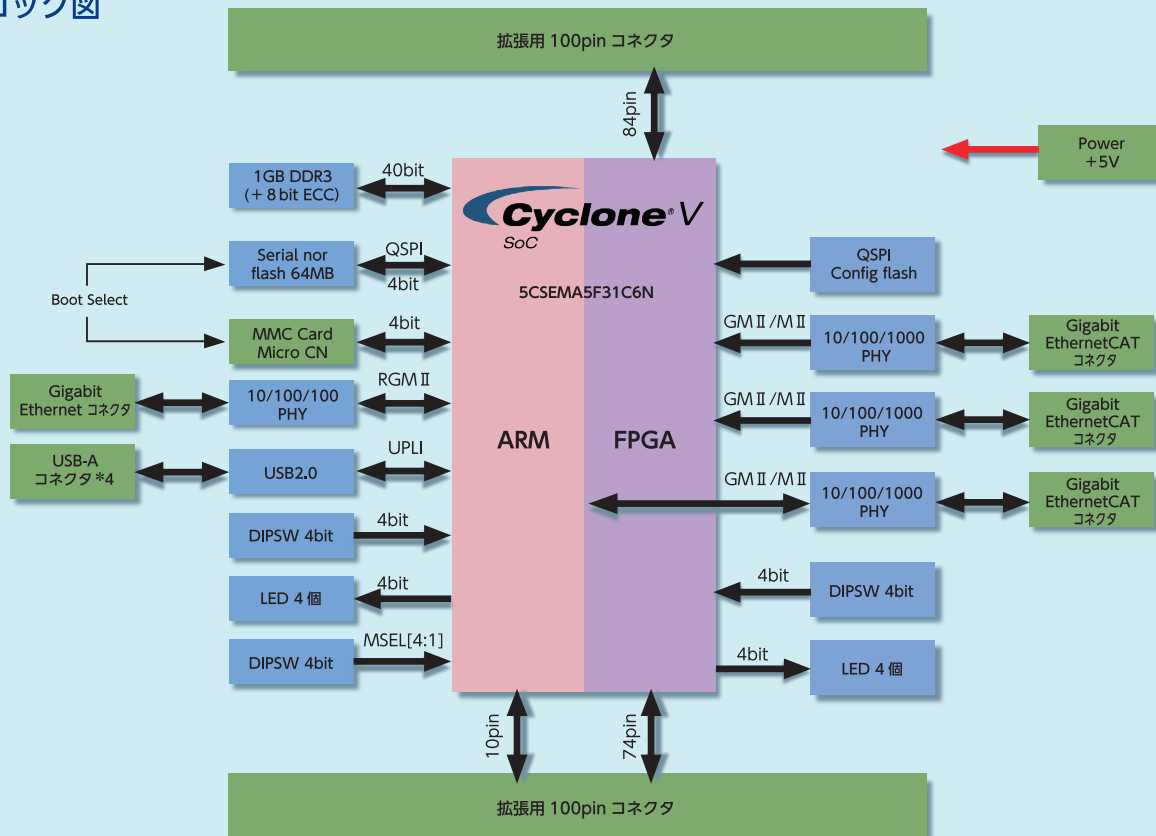 ロック図
拡張用 100pin コネクタ
84pin
Power
+5V
1GB DDR3
(+ 8 bit ECC)
40bit
Cyclone® V
SoC
5CSEMA5F31C6N
ARM
FPGA
Serial nor
flash 64MB
QSPI
4bit
Boot Select
MMC Card
Micro CN
4bit
Gigabit
Ethernet コネクタ
10/100/100
PHY
RGMⅡ
USB-A
コネクタ *4
USB2.0
UPLI
DIPSW 4bit
4bit
LED 4 個
4bit
DIPSW 4bit
MSEL[4:1]
QSPI
Config flash
GMⅡ/MⅡ
10/100/1000
PHY
Gigabit
EthernetCAT
コネクタ
GMⅡ/MⅡ
10/100/1000
PHY
Gigabit
EthernetCAT
コネクタ
GMⅡ/MⅡ
10/100/1000
PHY
Gigabit
EthernetCAT
コネクタ
4bit
DIPSW 4bit
4bit
LED 4 個
10pin
74pin
拡張用 100pin コネクタ